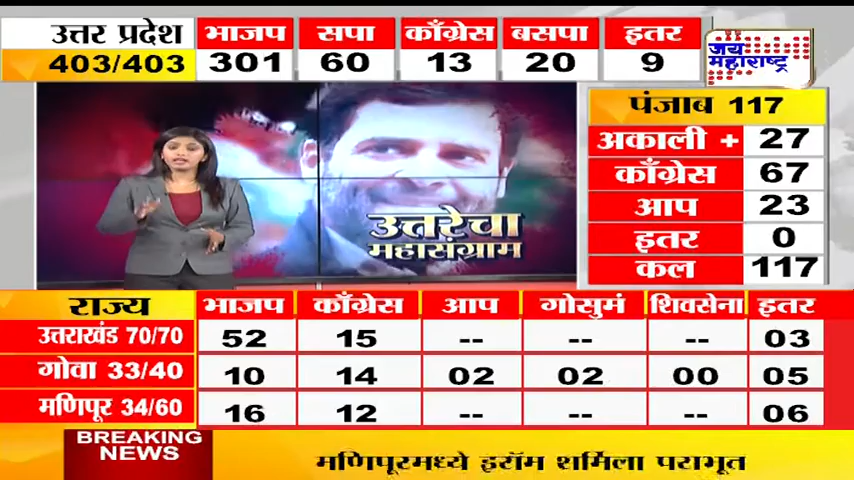 उत्तर प्रदेश भाजप सपा काँग्रेस बसपा इतर
403/403 301 60 13 20 9
जय
महाराष्ट्र
पंजाब 117
अकाली + 27
काँग्रेस 67
आप 23
इतर 0
कल 117
उत्तरेचा
महासंग्राम
राज्य भाजप काँग्रेस आप गोसुमं शिवसेना इतर
उत्तराखंड 70/70 52 15 -- -- -- 03
गोवा 33/40 10 14 02 02 00 05
मणिपूर 34/60 16 12 -- -- -- 06
BREAKING
NEWS
मणिपूरमध्ये इरॉम शर्मिला पराभूत